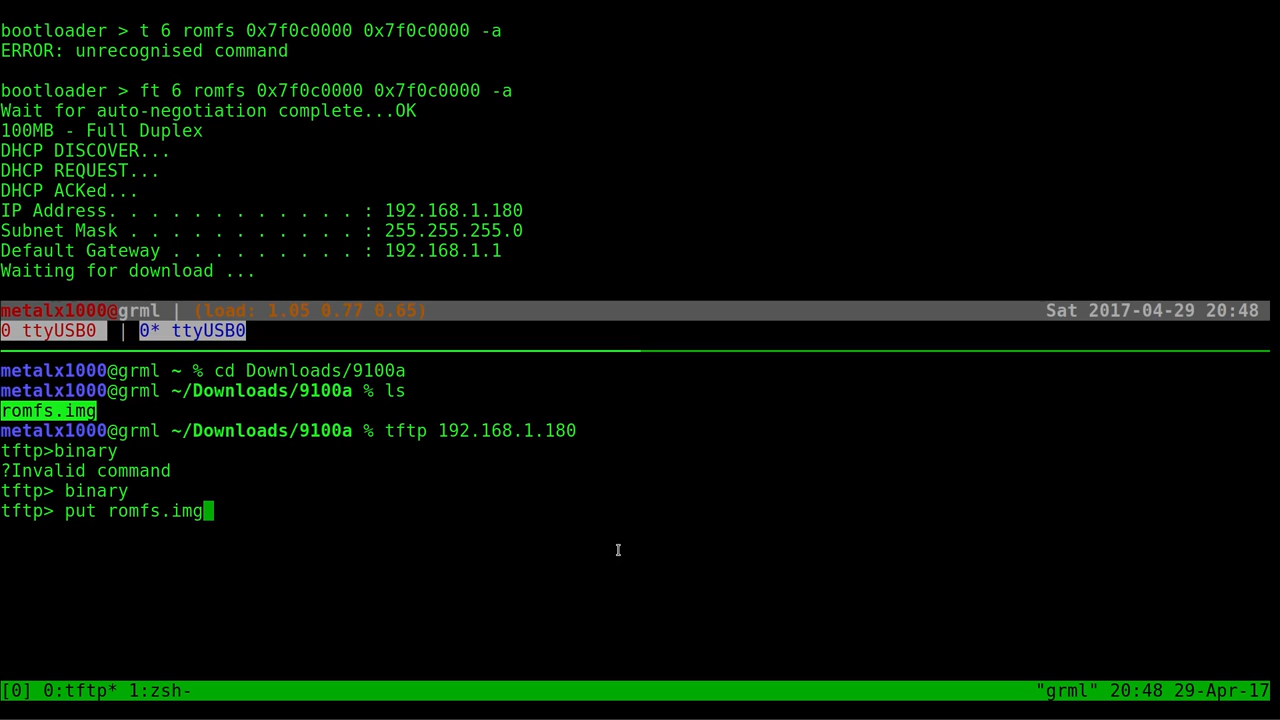 bootloader > t 6 romfs 0x7f0c0000 0x7f0c0000 -a
ERROR: unrecognised command
bootloader > ft 6 romfs 0x7f0c0000 0x7f0c0000 -a
Wait for auto-negotiation complete...OK
100MB - Full Duplex
DHCP DISCOVER...
DHCP REQUEST...
DHCP ACKed...
IP Address. . . . . . . . . . . . : 192.168.1.180
Subnet Mask . . . . . . . . . . . : 255.255.255.0
Default Gateway . . . . . . . . . : 192.168.1.1
Waiting for download ...
metalx1000@grml | (load: 1.05 0.77 0.65) Sat 2017-04-29 20:48
0 ttyUSB0 | 0* ttyUSB0
metalx1000@grml ~ % cd Downloads/9100a
metalx1000@grml ~/Downloads/9100a % ls
romfs.img
metalx1000@grml ~/Downloads/9100a % tftp 192.168.1.180
tftp>binary
?Invalid command
tftp> binary
tftp> put romfs.img
[0] 0:tftp* 1:zsh- "grml" 20:48 29-Apr-17